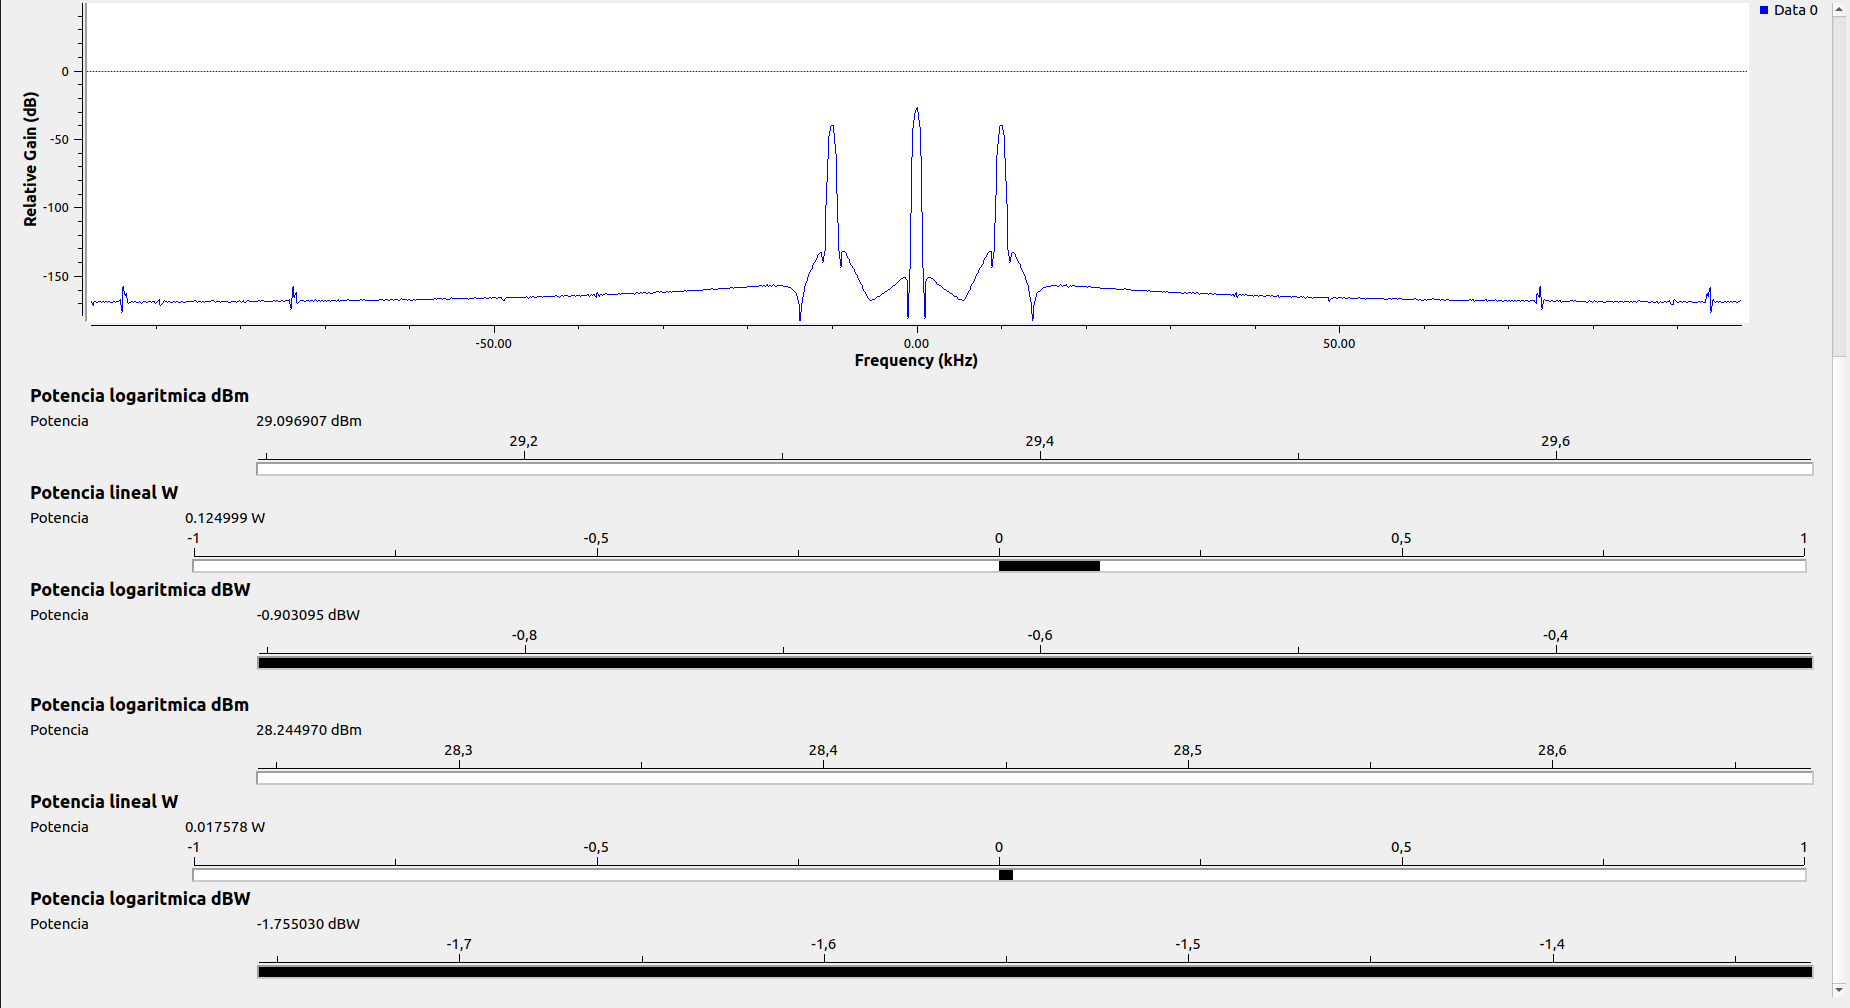 Data 0
0
-50
-100
-150
Relative Gain (dB)
-50.00 0.00 50.00
Frequency (kHz)
Potencia logaritmica dBm
Potencia 29.096907 dBm
29,2 29,4 29,6
Potencia lineal W
Potencia 0.124999 W
-1 -0,5 0 0,5 1
Potencia logaritmica dBW
Potencia -0.903095 dBW
-0,8 -0,6 -0,4
Potencia logaritmica dBm
Potencia 28.244970 dBm
28,3 28,4 28,5 28,6
Potencia lineal W
Potencia 0.017578 W
-1 -0,5 0 0,5 1
Potencia logaritmica dBW
Potencia -1.755030 dBW
-1,7 -1,6 -1,5 -1,4